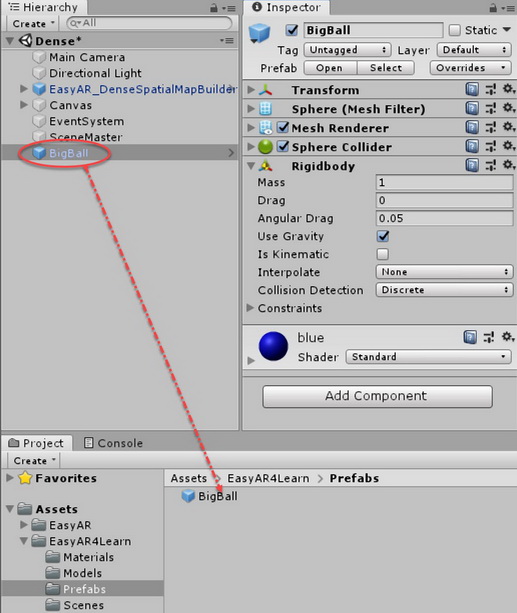 Hierarchy
Create
All
Dense*
Main Camera
Directional Light
EasyAR_DenseSpatialMapBuilder
Canvas
EventSystem
SceneMaster
BigBall
Inspector
BigBall
Static
Tag Untagged Layer Default
Prefab Open Select Overrides
Transform
Sphere (Mesh Filter)
Mesh Renderer
Sphere Collider
Rigidbody
Mass 1
Drag 0
Angular Drag 0.05
Use Gravity
Is Kinematic
Interpolate None
Collision Detection Discrete
Constraints
blue
Shader Standard
Add Component
Project Console
Create
Favorites
Assets
EasyAR
EasyAR4Learn
Materials
Models
Prefabs
Scenes
Assets > EasyAR4Learn > Prefabs
BigBall